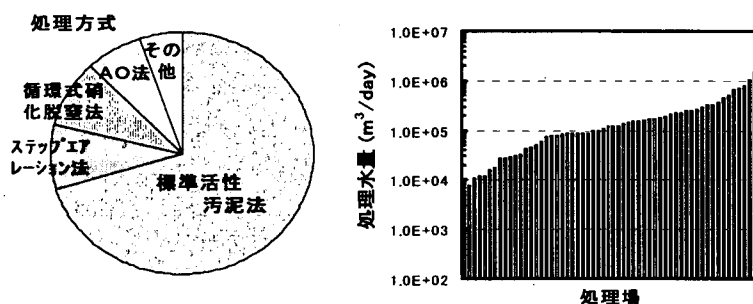 処理方式
その
他
AO法
循環式硝
化脱窒法
ステップエア
レーション法
標準活性
汚泥法
処理水量 (m³/day)
1.0E+07
1.0E+06
1.0E+05
1.0E+04
1.0E+03
1.0E+02
処理場